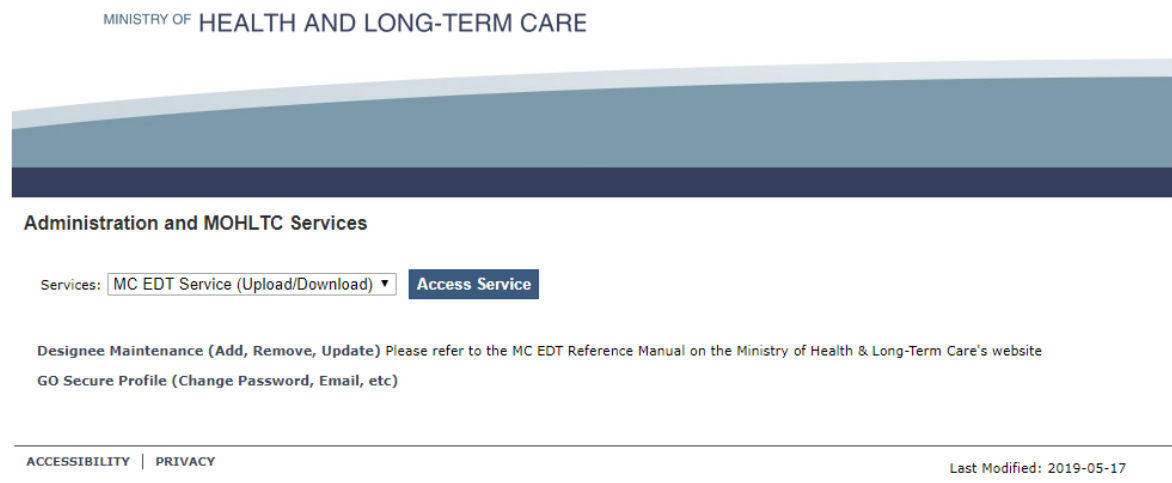 MINISTRY OF HEALTH AND LONG-TERM CARE
Administration and MOHLTC Services
Services: MC EDT Service (Upload/Download) ▼ Access Service
Designee Maintenance (Add, Remove, Update) Please refer to the MC EDT Reference Manual on the Ministry of Health & Long-Term Care's website
GO Secure Profile (Change Password, Email, etc)
ACCESSIBILITY | PRIVACY
Last Modified: 2019-05-17